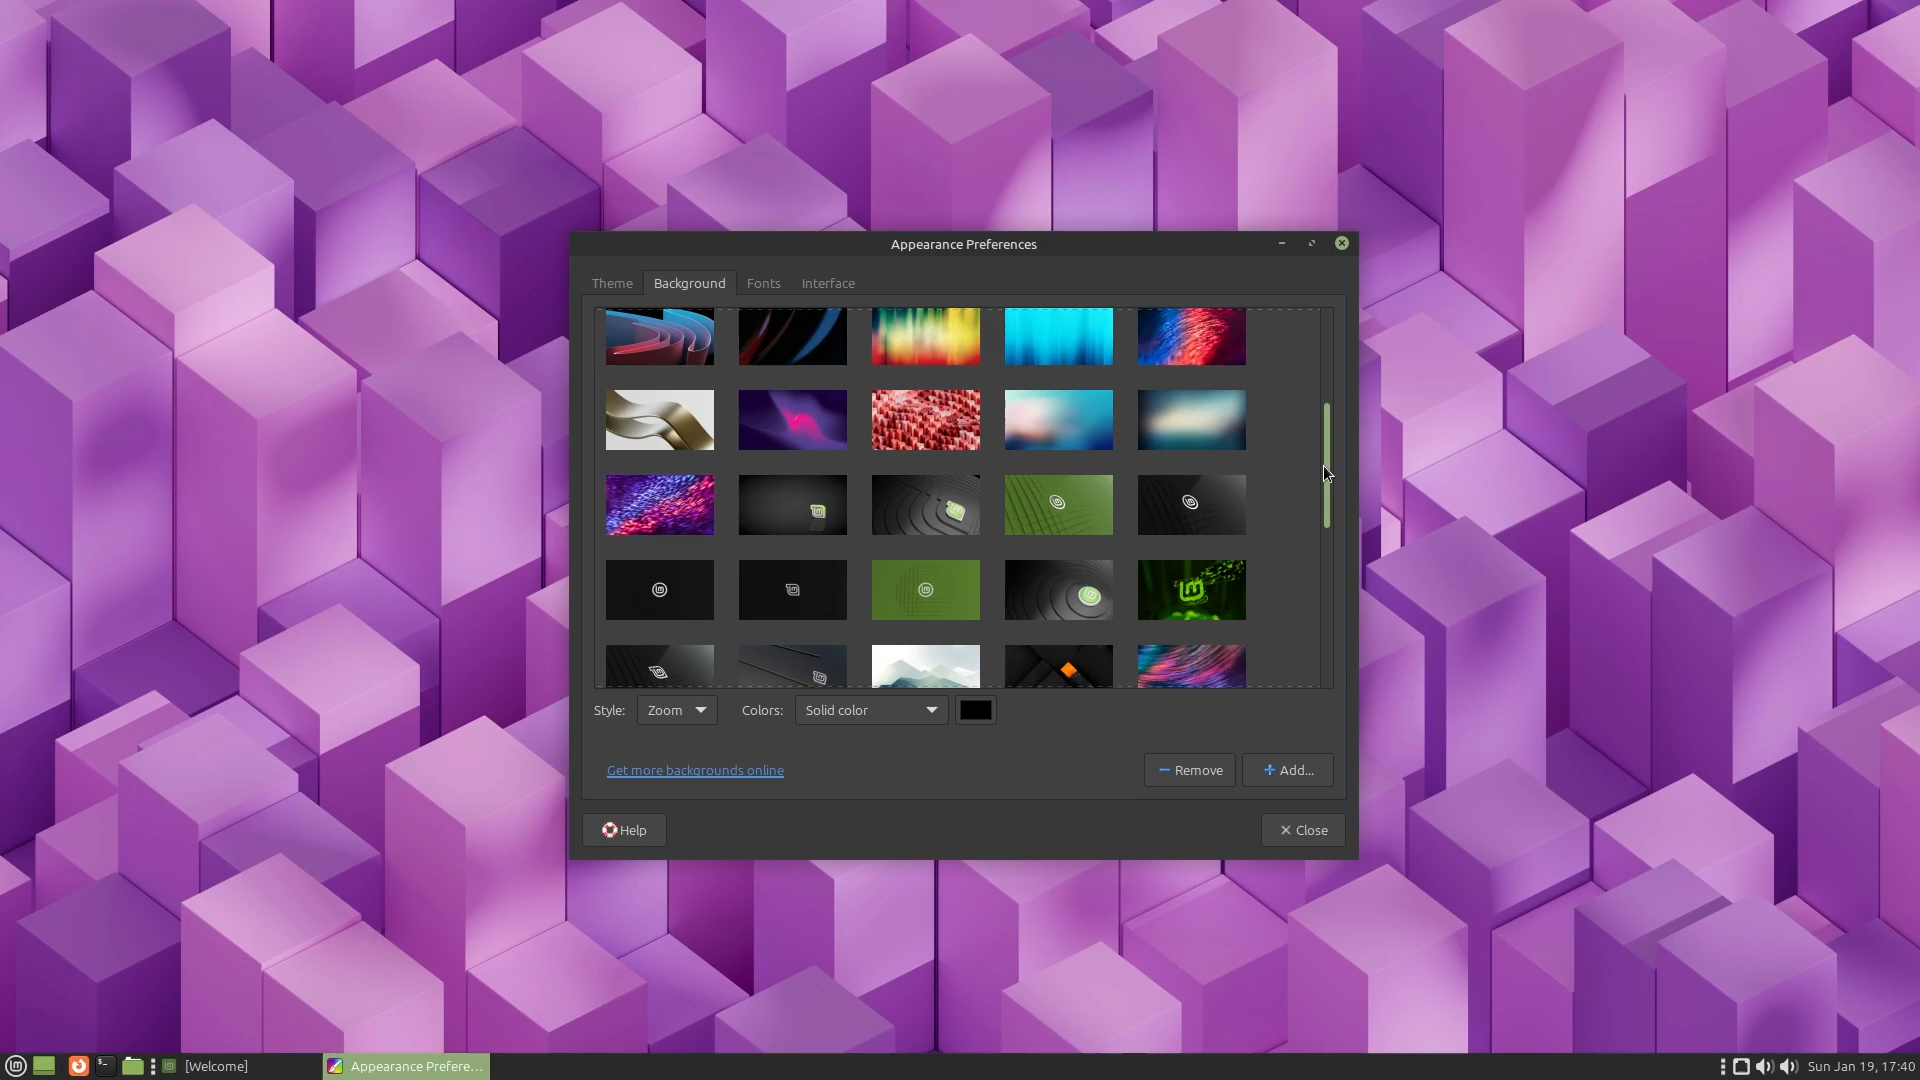 Appearance Preferences
Theme Background Fonts Interface
Style: Zoom Colors: Solid color
Get more backgrounds online Remove Add...
Help Close
[Welcome] Appearance Prefere... Sun Jan 19, 17:40